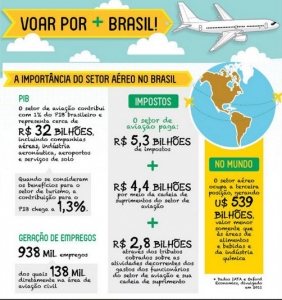 VOAR POR + BRASIL!
A IMPORTÂNCIA DO SETOR AÉREO NO BRASIL
PIB
O setor de aviação contribui
com 1% do PIB brasileiro e
representa cerca de
R$ 32 BILHÕES,
incluindo companhias
aéreas, indústria
aeronáutica, aeroportos
e serviços de solo
Quando se consideram
os benefícios para o
setor de turismo, a
contribuição para o
PIB chega a 1,3%.
GERAÇÃO DE EMPREGOS
938 MIL empregos
dos quais 138 MIL
diretamente na área de
aviação civil
IMPOSTOS
O setor de
aviação paga:
R$ 5,3 BILHÕES
de impostos
+
R$ 4,4 BILHÕES
por meio da cadeia de
suprimentos do setor de
aviação
+
R$ 2,8 BILHÕES
através dos tributos
cobrados sobre as
atividades decorrentes dos
gastos dos funcionários
do setor de aviação e sua
cadeia de suprimento
NO MUNDO
O setor aéreo
ocupa a terceira
posição, gerando
U$ 539
BILHÕES,
valor menor
somente que às
áreas de
alimentos
e bebidas e
da indústria
química
* Dados IATA e Oxford
Economics, divulgado
em 2011